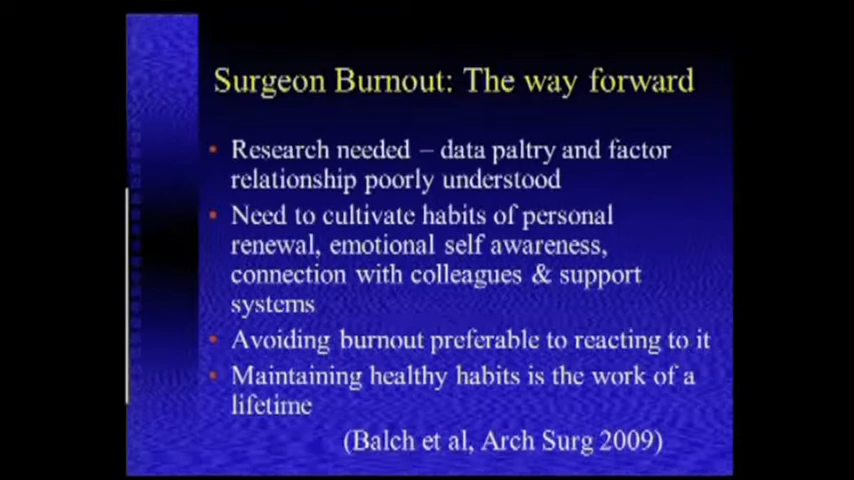 Surgeon Burnout: The way forward
• Research needed – data paltry and factor
relationship poorly understood
• Need to cultivate habits of personal
renewal, emotional self awareness,
connection with colleagues & support
systems
• Avoiding burnout preferable to reacting to it
• Maintaining healthy habits is the work of a
lifetime
(Balch et al, Arch Surg 2009)